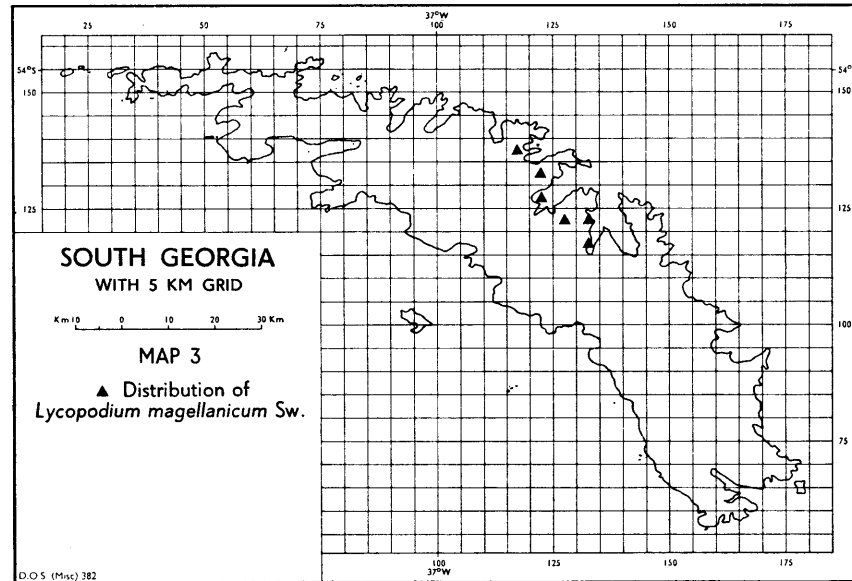 37°W
25 50 75 100 125 150 175
54°S 54°
150 150
125 125
SOUTH GEORGIA
WITH 5 KM GRID
Km 10 0 10 20 30 Km
100
MAP 3
▲ Distribution of
Lycopodium magellanicum Sw.
75
100 125 150 175
37°W
D.O.S (Misc) 382